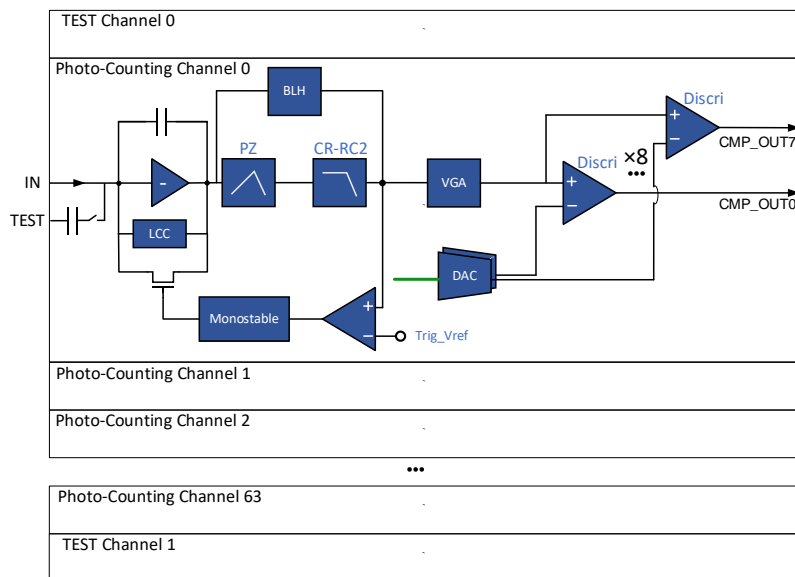 TEST Channel 0
Photo-Counting Channel 0
BLH
Discri
PZ
CR-RC2
CMP_OUT7
×8
Discri
...
IN
-
VGA
CMP_OUT0
TEST
LCC
DAC
Monostable
Trig_Vref
Photo-Counting Channel 1
Photo-Counting Channel 2
...
Photo-Counting Channel 63
TEST Channel 1